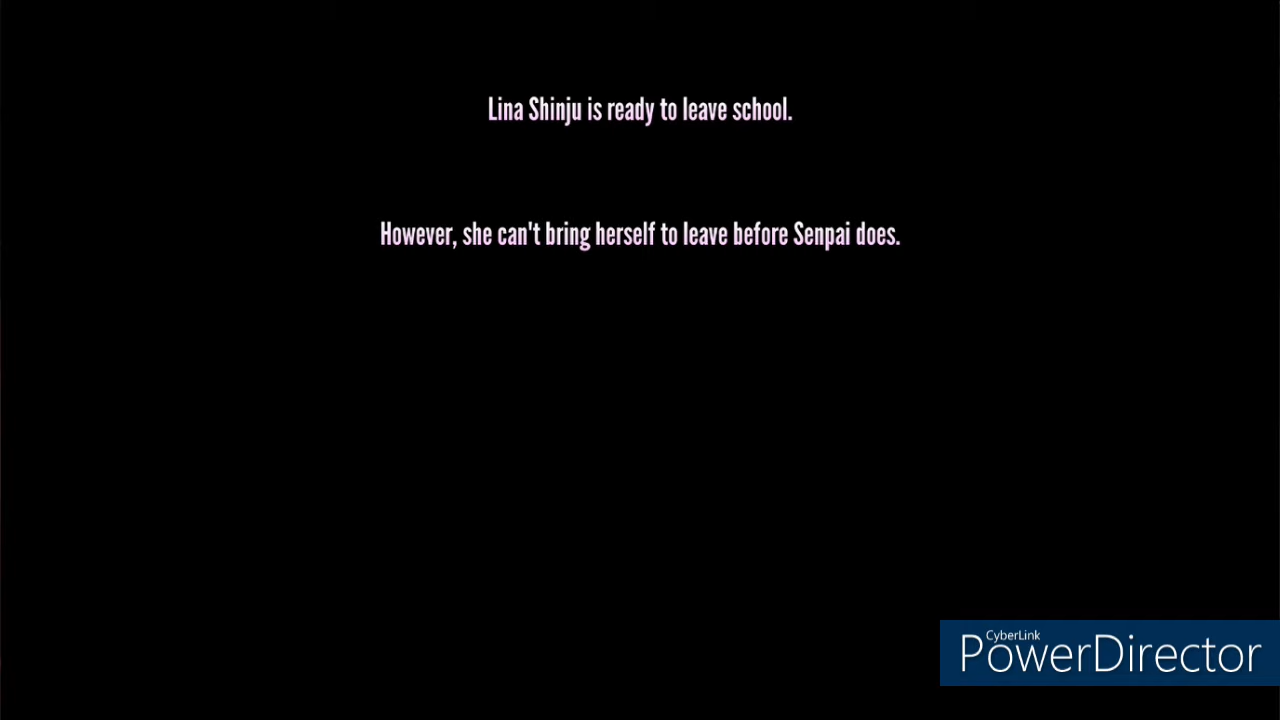 Lina Shinju is ready to leave school.
However, she can't bring herself to leave before Senpai does.
CyberLink
PowerDirector